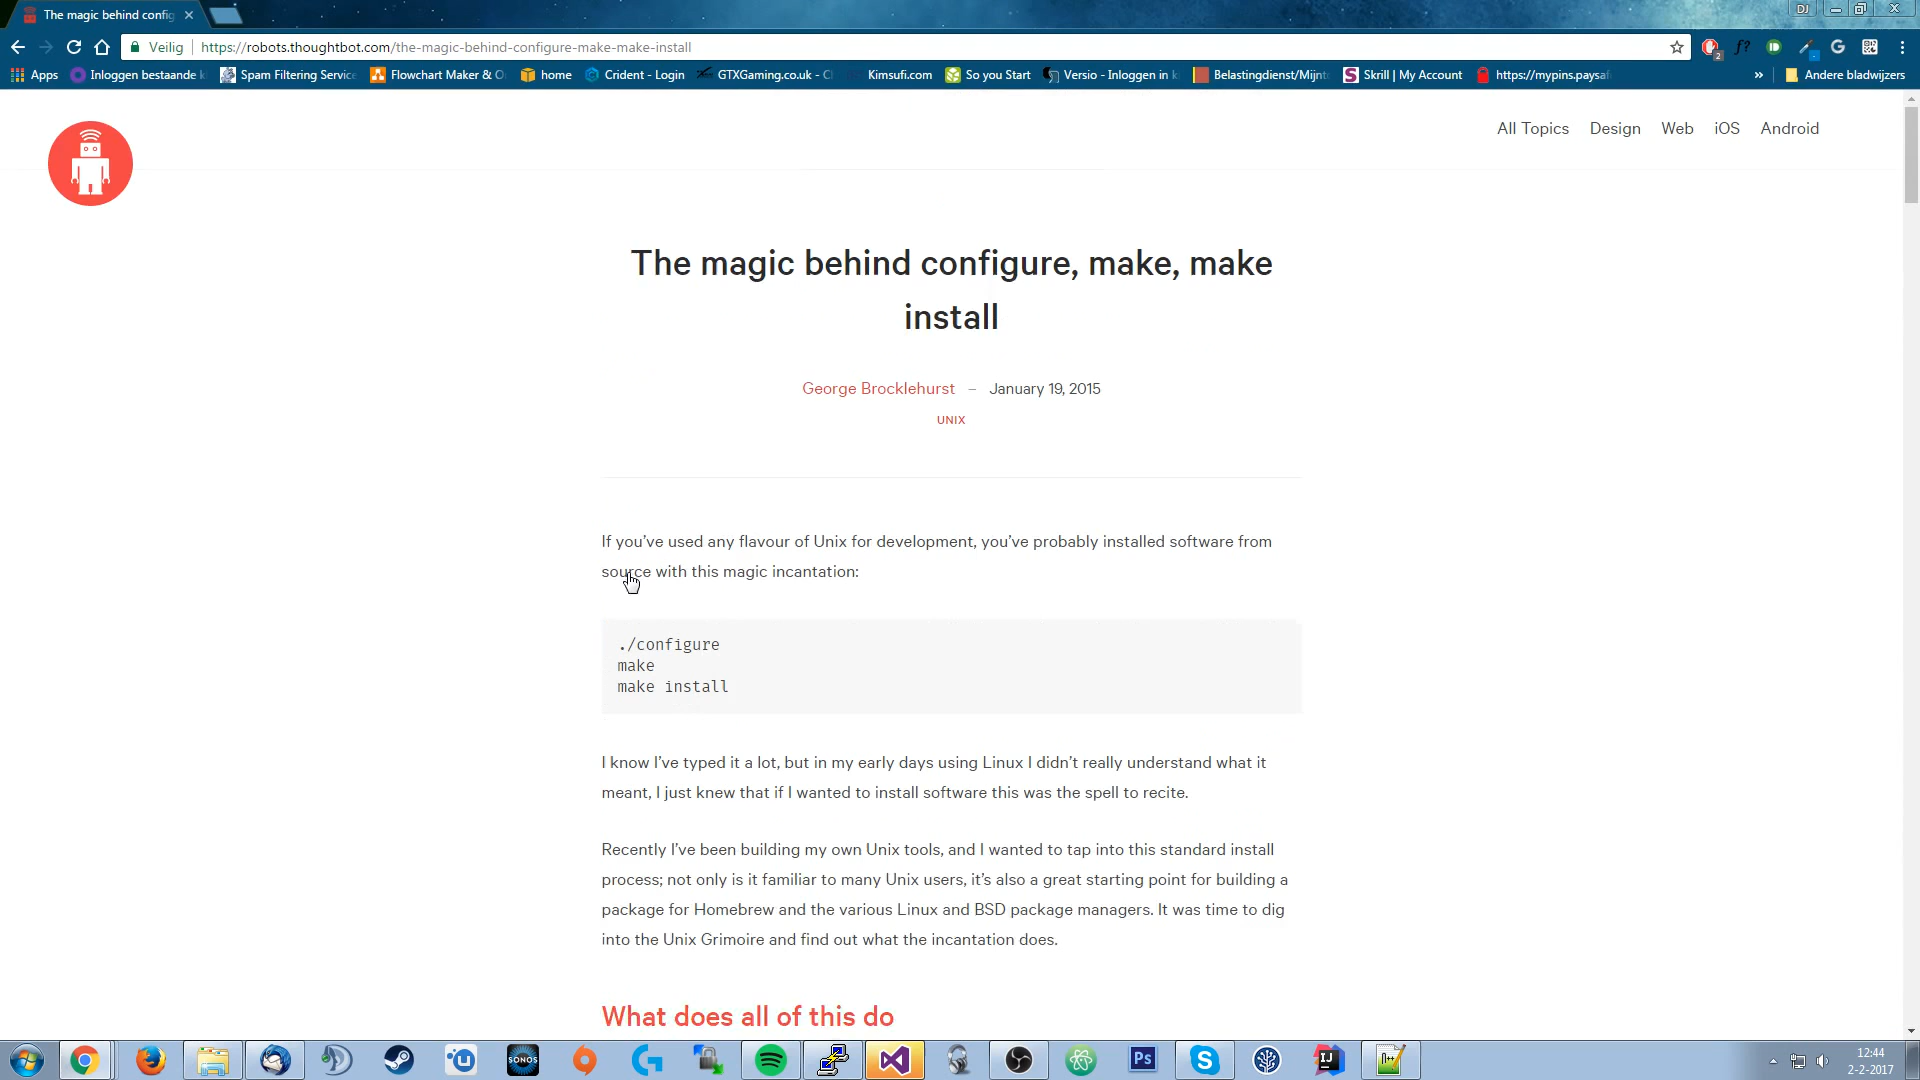 The magic behind config
DJ
Veilig
https://robots.thoughtbot.com/the-magic-behind-configure-make-make-install
Apps
Inloggen bestaande k
Spam Filtering Service
Flowchart Maker & O
home
Crident - Login
GTXGaming.co.uk - C
Kimsufi.com
So you Start
Versio - Inloggen in k
Belastingdienst/Mijnt
Skrill | My Account
https://mypins.paysaf
»
Andere bladwijzers
All Topics
Design
Web
iOS
Android
The magic behind configure, make, make
install
George Brocklehurst – January 19, 2015
UNIX
If you’ve used any flavour of Unix for development, you’ve probably installed software from
source with this magic incantation:
./configure
make
make install
I know I’ve typed it a lot, but in my early days using Linux I didn’t really understand what it
meant, I just knew that if I wanted to install software this was the spell to recite.
Recently I’ve been building my own Unix tools, and I wanted to tap into this standard install
process; not only is it familiar to many Unix users, it’s also a great starting point for building a
package for Homebrew and the various Linux and BSD package managers. It was time to dig
into the Unix Grimoire and find out what the incantation does.
What does all of this do
SONOS
Ps
IJ
12:44
2-2-2017